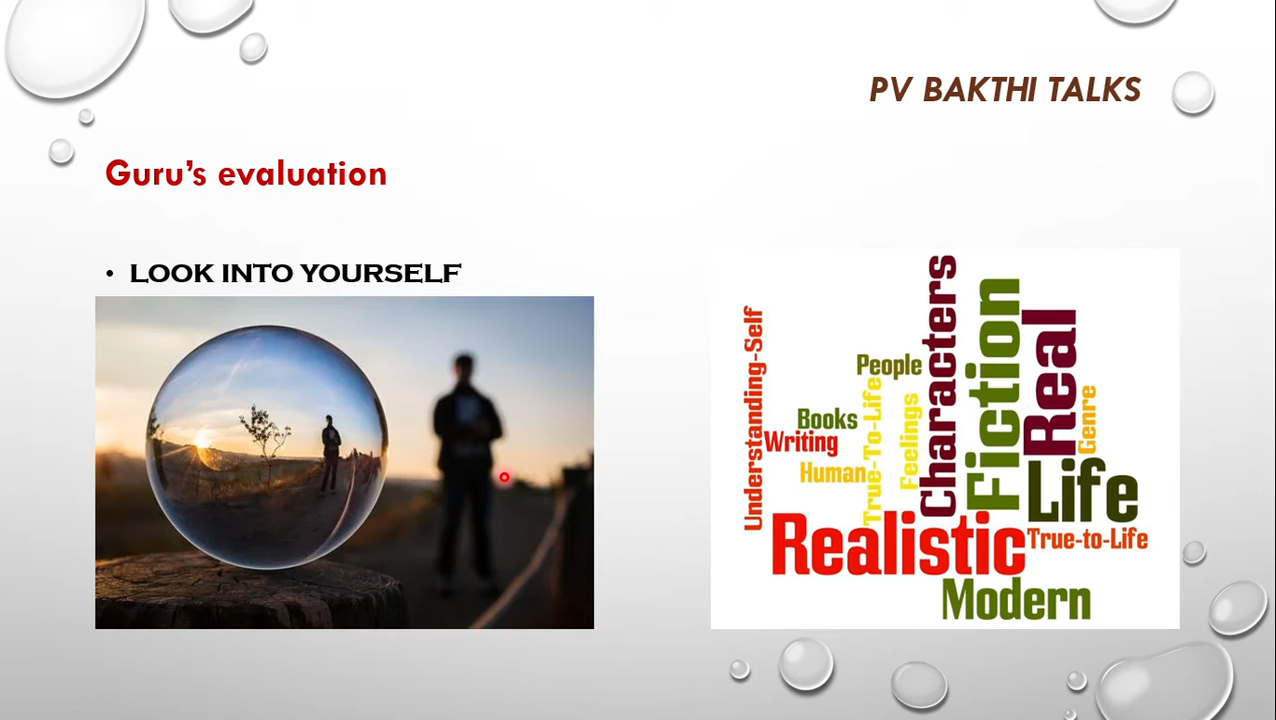 PV BAKTHI TALKS
Guru’s evaluation
• LOOK INTO YOURSELF
Understanding-Self
Books
Writing
Human
People
True-To-Life
Feelings
Characters
Fiction
Real
Genre
Life
Realistic
True-to-Life
Modern